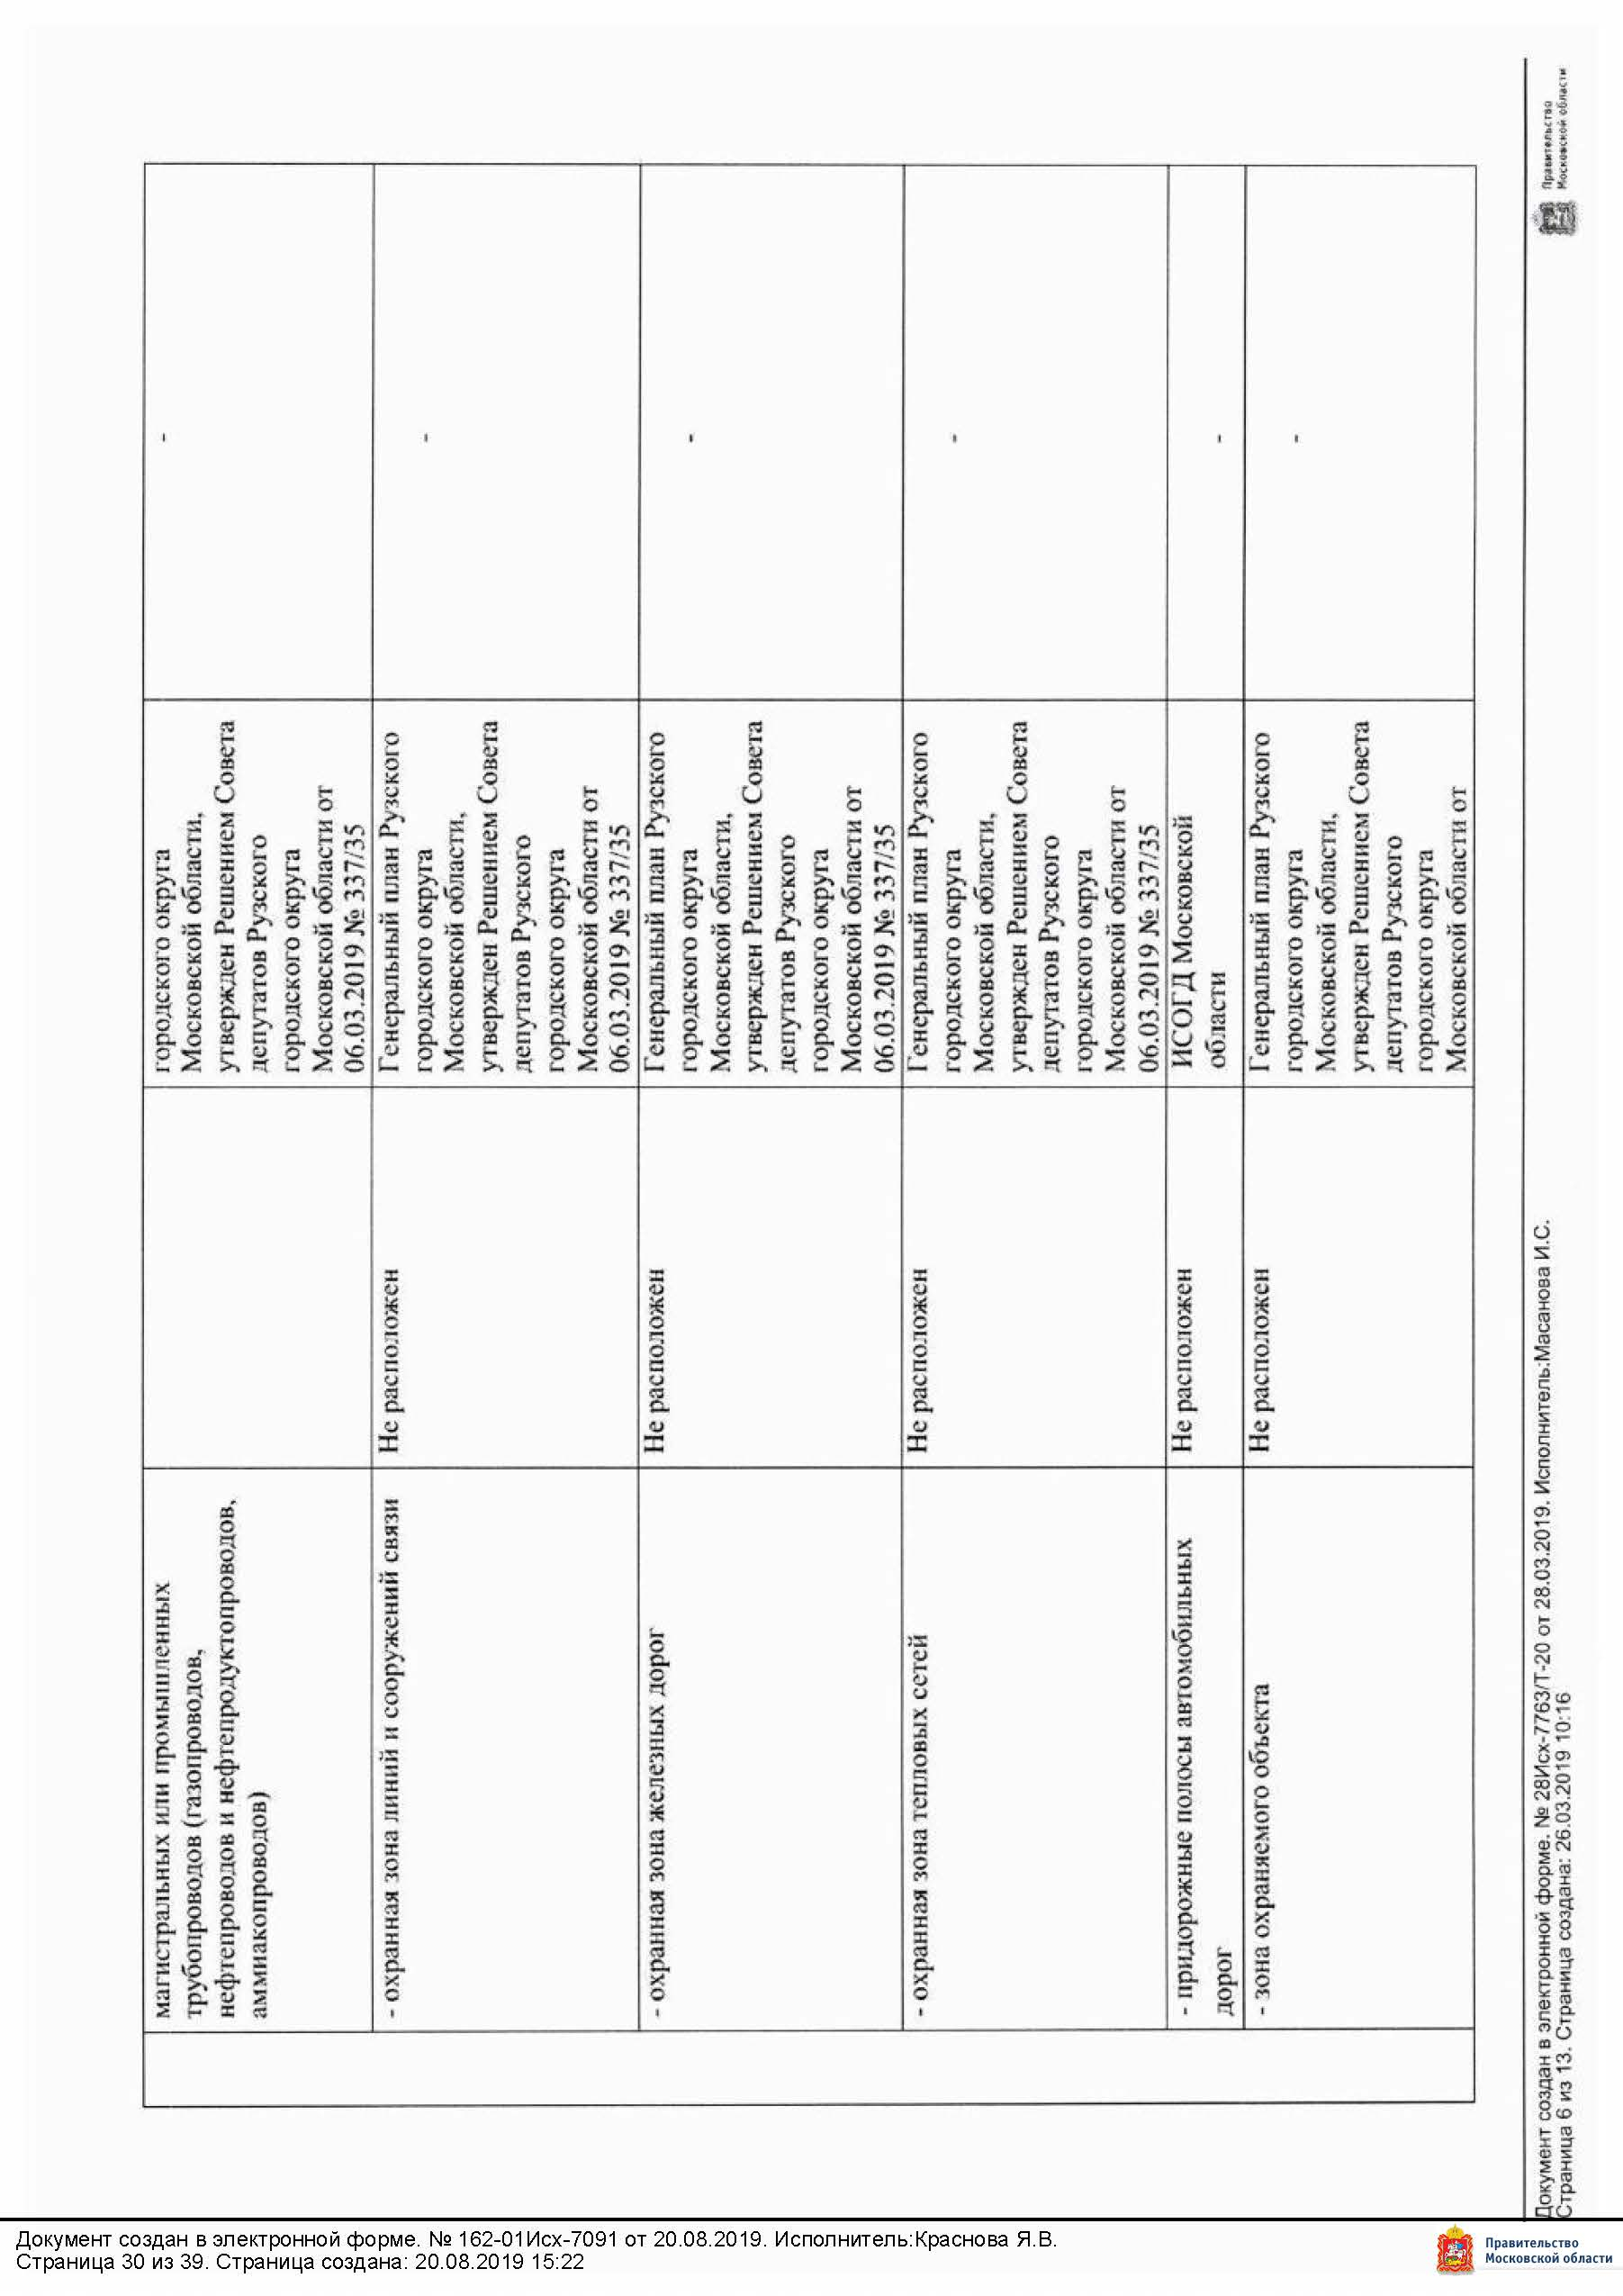 магистральных или промышленных
трубопроводов (газопроводов,
нефтепроводов и нефтепродуктопроводов,
аммиакопроводов)
городского округа
Московской области,
утвержден Решением Совета
депутатов Рузского
городского округа
Московской области от
06.03.2019 № 337/35
-
- охранная зона линий и сооружений связи
Не расположен
Генеральный план Рузского
городского округа
Московской области,
утвержден Решением Совета
депутатов Рузского
городского округа
Московской области от
06.03.2019 № 337/35
-
- охранная зона железных дорог
Не расположен
Генеральный план Рузского
городского округа
Московской области,
утвержден Решением Совета
депутатов Рузского
городского округа
Московской области от
06.03.2019 № 337/35
-
- охранная зона тепловых сетей
Не расположен
Генеральный план Рузского
городского округа
Московской области,
утвержден Решением Совета
депутатов Рузского
городского округа
Московской области от
06.03.2019 № 337/35
-
- придорожные полосы автомобильных
дорог
Не расположен
ИСОГД Московской
области
-
- зона охраняемого объекта
Не расположен
Генеральный план Рузского
городского округа
Московской области,
утвержден Решением Совета
депутатов Рузского
городского округа
Московской области от
-
Документ создан в электронной форме. № 28Исх-7763/Т-20 от 28.03.2019. Исполнитель:Масанова И.С.
Страница 6 из 13. Страница создана: 26.03.2019 10:16
Правительство
Московской области
Документ создан в электронной форме. № 162-01Исх-7091 от 20.08.2019. Исполнитель:Краснова Я.В.
Страница 30 из 39. Страница создана: 20.08.2019 15:22
Правительство
Московской области